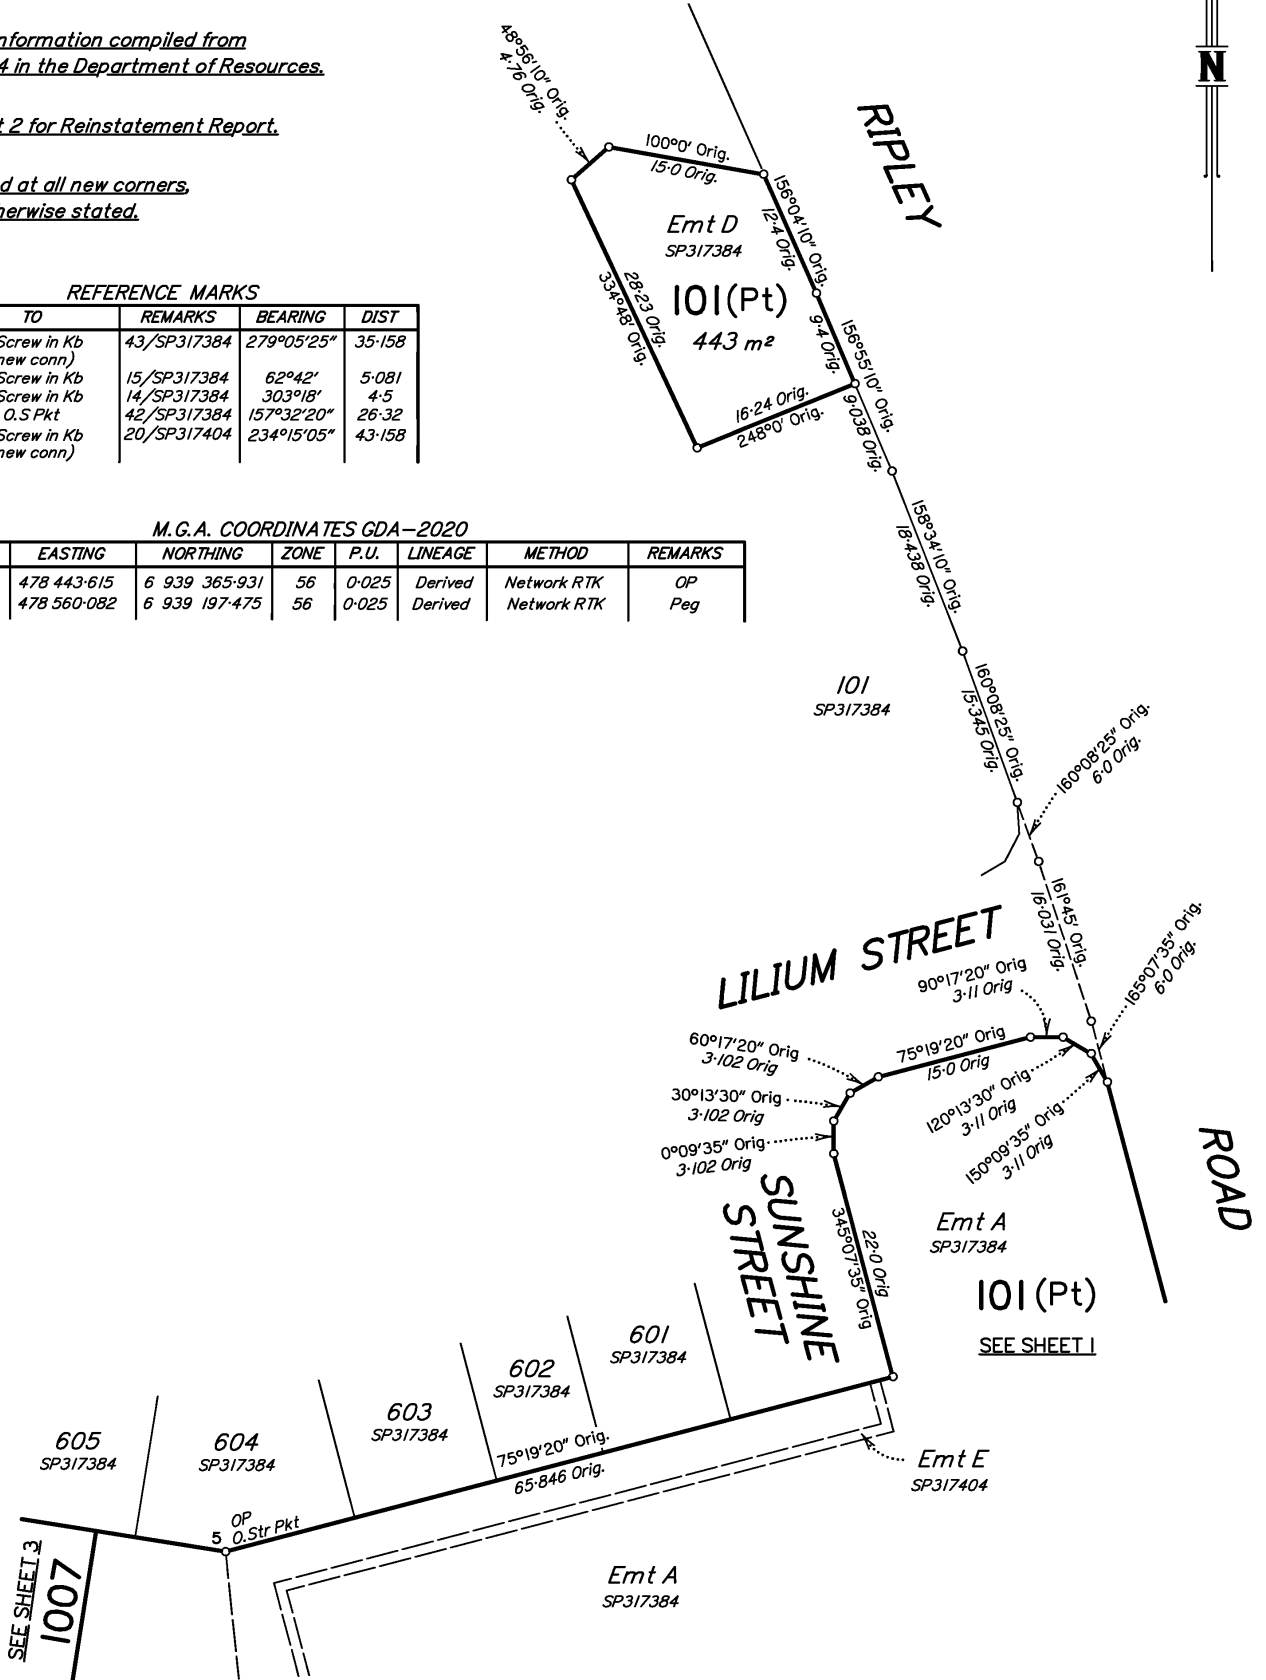 nformation compiled from
4 in the Department of Resources.
t 2 for Reinstatement Report.
d at all new corners,
herwise stated.
N
REFERENCE MARKS
TO REMARKS BEARING DIST
Screw in Kb 43/SP317384 279°05'25" 35·158
new conn)
Screw in Kb 15/SP317384 62°42' 5·081
Screw in Kb 14/SP317384 303°18' 4·5
O.S Pkt 42/SP317384 157°32'20" 26·32
Screw in Kb 20/SP317404 234°15'05" 43·158
new conn)
M.G.A. COORDINATES GDA-2020
EASTING NORTHING ZONE P.U. LINEAGE METHOD REMARKS
478 443·615 6 939 365·931 56 0·025 Derived Network RTK OP
478 560·082 6 939 197·475 56 0·025 Derived Network RTK Peg
48°56'10" Orig.
4·76 Orig.
100°0' Orig.
15·0 Orig.
RIPLEY
156°04'10" Orig.
12·4 Orig.
Emt D
SP317384
101(Pt)
443 m²
28·23 Orig.
334°48' Orig.
156°55'10" Orig.
9·4 Orig.
9·038 Orig.
16·24 Orig.
248°0' Orig.
158°34'10" Orig.
18·438 Orig.
101
SP317384
160°08'25" Orig.
15·345 Orig.
160°08'25" Orig.
6·0 Orig.
161°45' Orig.
16·031 Orig.
165°07'35" Orig.
6·0 Orig.
LILIUM STREET
90°17'20" Orig
3·11 Orig
60°17'20" Orig
3·102 Orig
75°19'20" Orig
15·0 Orig
30°13'30" Orig
3·102 Orig
120°13'30" Orig
3·11 Orig
0°09'35" Orig
3·102 Orig
150°09'35" Orig
3·11 Orig
ROAD
SUNSHINE
STREET
22·0 Orig
345°07'35" Orig
Emt A
SP317384
101(Pt)
SEE SHEET 1
601
SP317384
602
SP317384
603
SP317384
604
SP317384
605
SP317384
75°19'20" Orig.
65·846 Orig.
Emt E
SP317404
OP
5 O.Str Pkt
SEE SHEET 3
1007
Emt A
SP317384